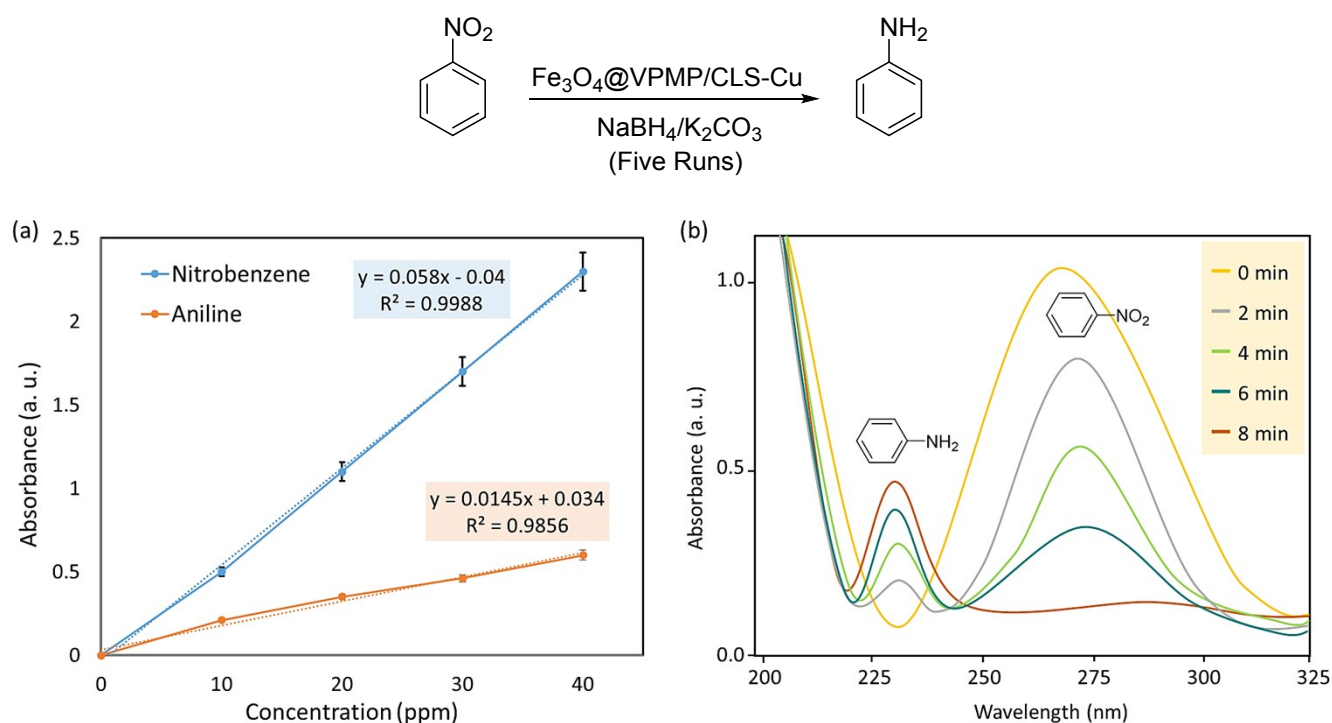 NO₂
NH₂
Fe₃O₄@VPMP/CLS-Cu
NaBH₄/K₂CO₃
(Five Runs)
(a)
2.5
2
1.5
1
0.5
0
Absorbance (a. u.)
Nitrobenzene
Aniline
y = 0.058x - 0.04
R² = 0.9988
y = 0.0145x + 0.034
R² = 0.9856
0 10 20 30 40
Concentration (ppm)
(b)
1.0
0.5
0.0
Absorbance (a. u.)
NH₂
NO₂
0 min
2 min
4 min
6 min
8 min
200 225 250 275 300 325
Wavelength (nm)